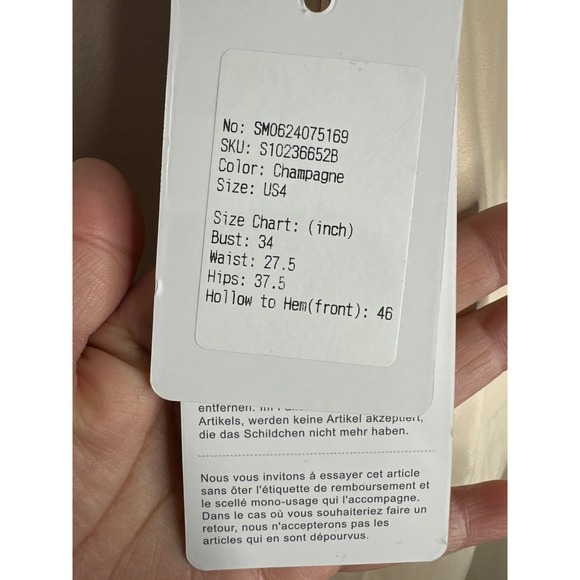 No: SM0624075169
SKU: S10236652B
Color: Champagne
Size: US4
Size Chart: (inch)
Bust: 34
Waist: 27.5
Hips: 37.5
Hollow to Hem(front): 46
entfernen. Im
Artikels, werden keine Artikel akzeptiert,
die das Schildchen nicht mehr haben.
Nous vous invitons à essayer cet article
sans ôter l'étiquette de remboursement et
le scellé mono-usage qui l'accompagne.
Dans le cas où vous souhaiteriez faire un
retour, nous n'accepterons pas les
articles qui en sont dépourvus.